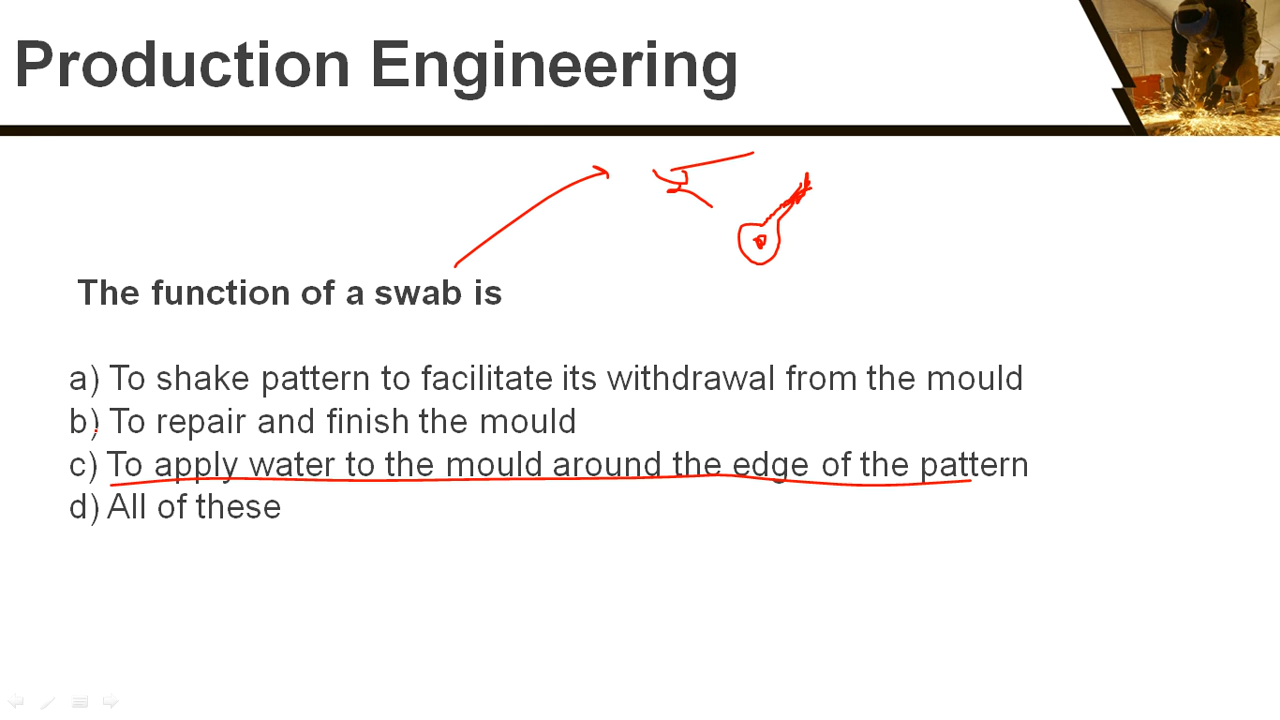 Production Engineering
The function of a swab is
a) To shake pattern to facilitate its withdrawal from the mould
b) To repair and finish the mould
c) To apply water to the mould around the edge of the pattern
d) All of these